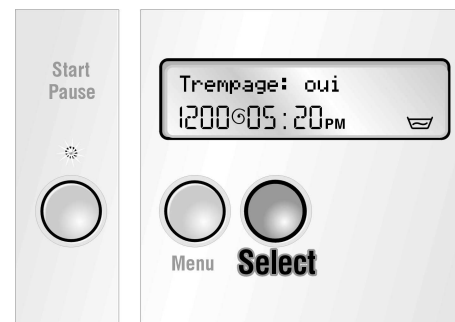 Start
Pause
Trempage: oui
1200 05:20PM
Menu
Select